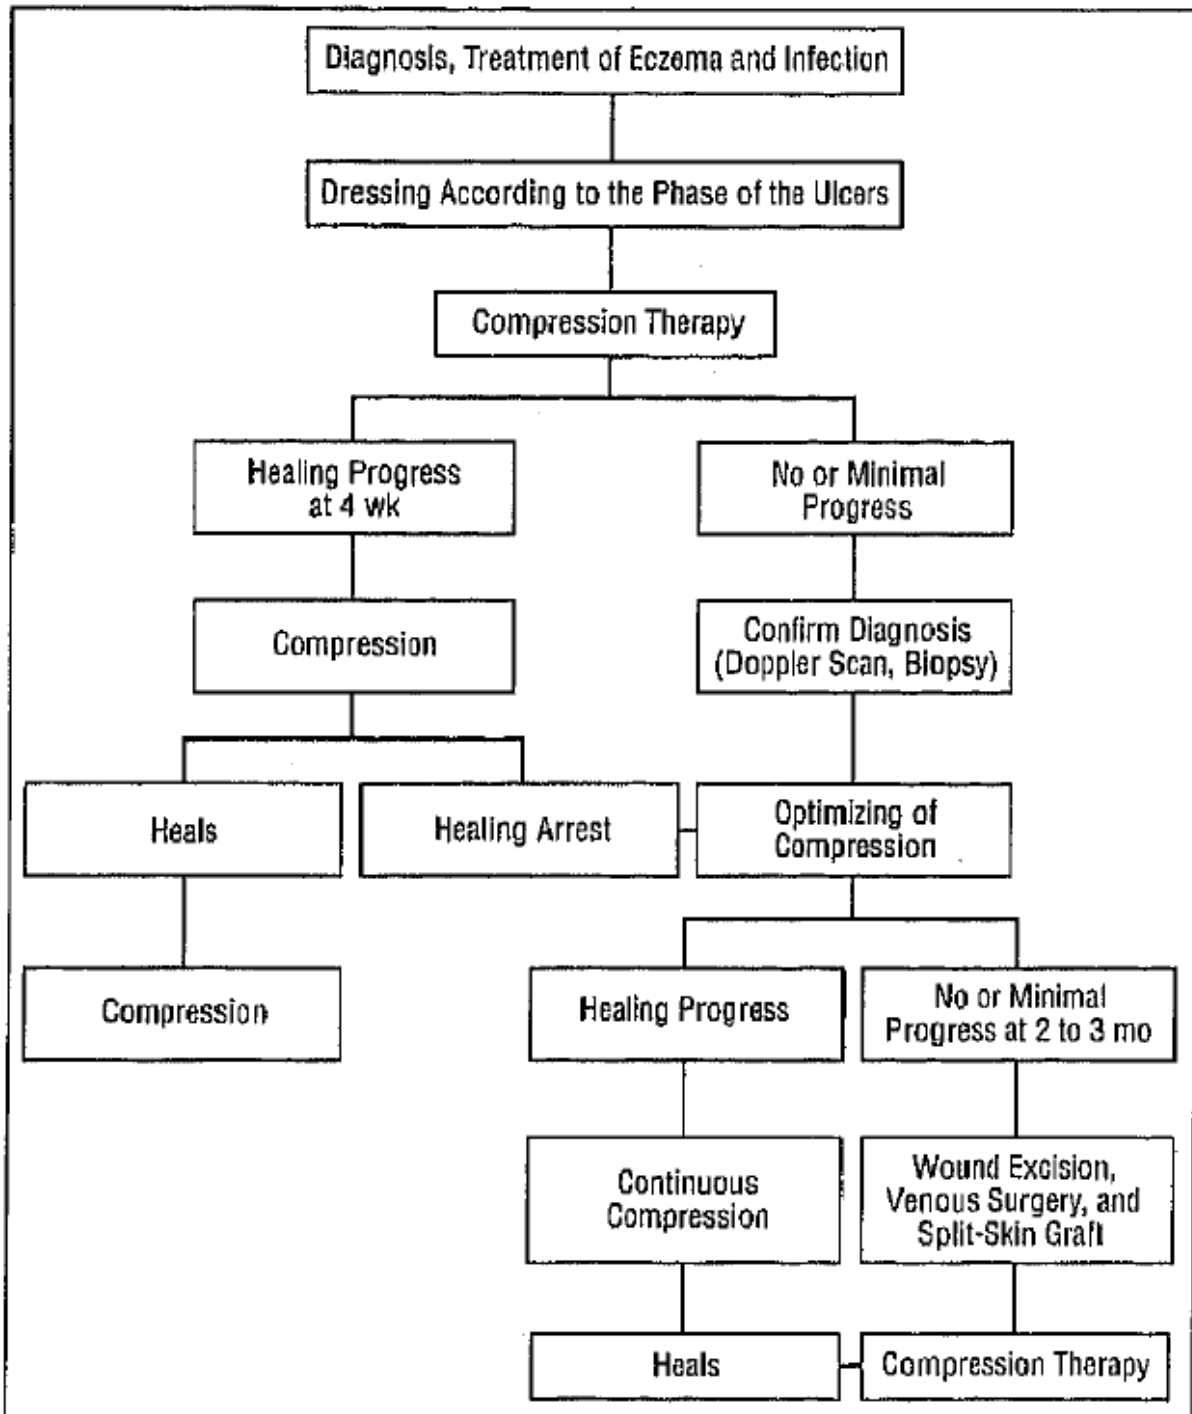 Diagnosis, Treatment of Eczema and Infection
Dressing According to the Phase of the Ulcers
Compression Therapy
Healing Progress
at 4 wk
No or Minimal
Progress
Compression
Confirm Diagnosis
(Doppler Scan, Biopsy)
Heals
Healing Arrest
Optimizing of
Compression
Compression
Healing Progress
No or Minimal
Progress at 2 to 3 mo
Continuous
Compression
Wound Excision,
Venous Surgery, and
Split-Skin Graft
Heals
Compression Therapy